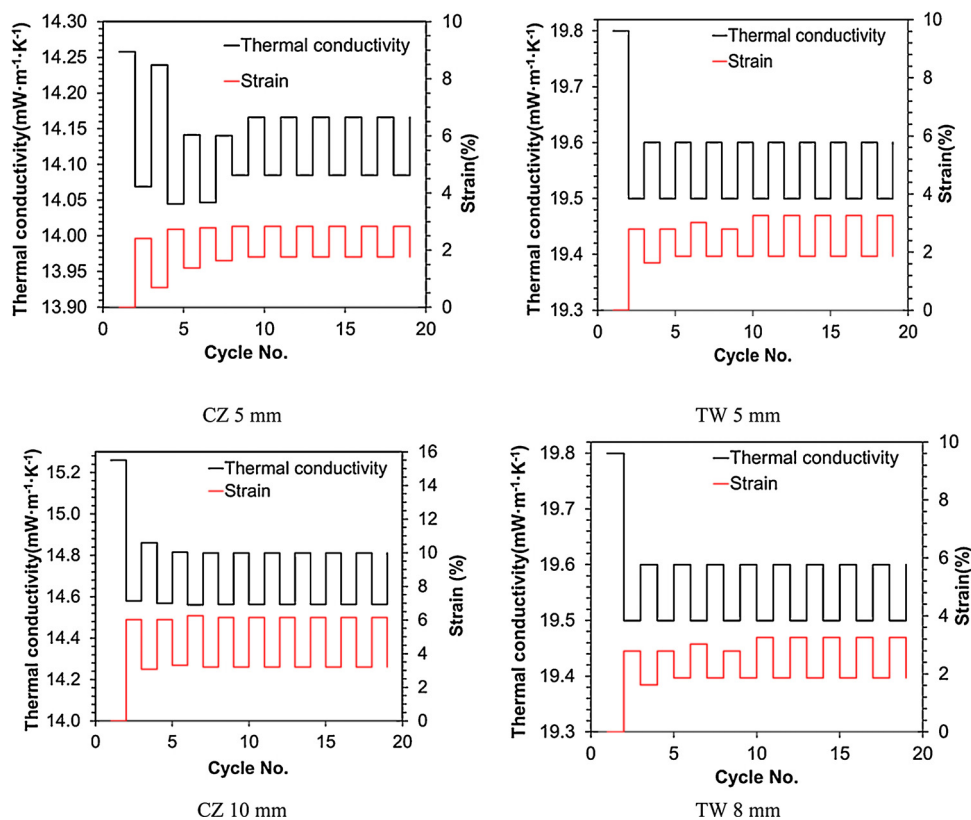 Thermal conductivity(mW·m-1·K-1)
14.30
14.25
14.20
14.15
14.10
14.05
14.00
13.95
13.90
Thermal conductivity
Strain
10
8
6
4
2
0
Strain(%)
0 5 10 15 20
Cycle No.
CZ 5 mm
Thermal conductivity(mW·m-1·K-1)
19.8
19.7
19.6
19.5
19.4
19.3
Thermal conductivity
Strain
10
8
6
4
2
0
Strain(%)
0 5 10 15 20
Cycle No.
TW 5 mm
Thermal conductivity(mW·m-1·K-1)
15.2
15.0
14.8
14.6
14.4
14.2
14.0
Thermal conductivity
Strain
16
14
12
10
8
6
4
2
0
Strain (%)
0 5 10 15 20
Cycle No.
CZ 10 mm
Thermal conductivity(mW·m-1·K-1)
19.8
19.7
19.6
19.5
19.4
19.3
Thermal conductivity
Strain
10
8
6
4
2
0
Strain(%)
0 5 10 15 20
Cycle No.
TW 8 mm